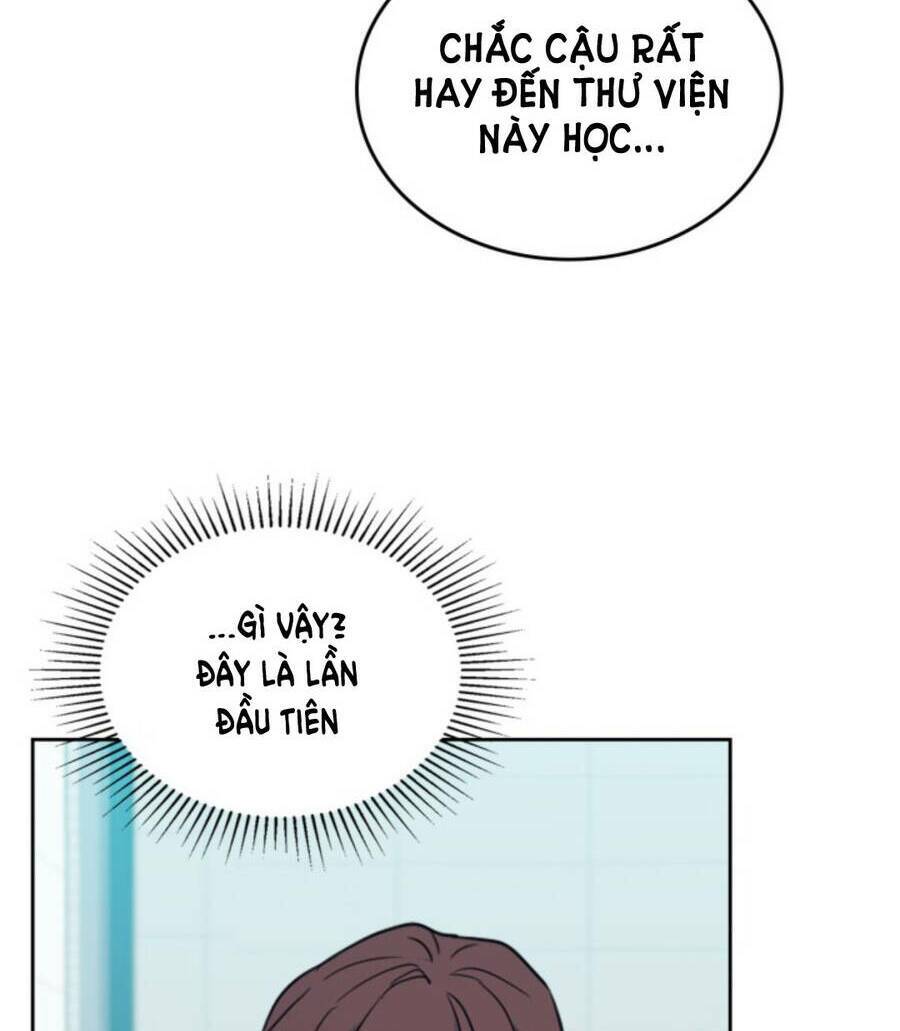 CHẮC CẬU RẤT
HAY ĐẾN THƯ VIỆN
NÀY HỌC...
...GÌ VẬY?
ĐÂY LÀ LẦN
ĐẦU TIÊN